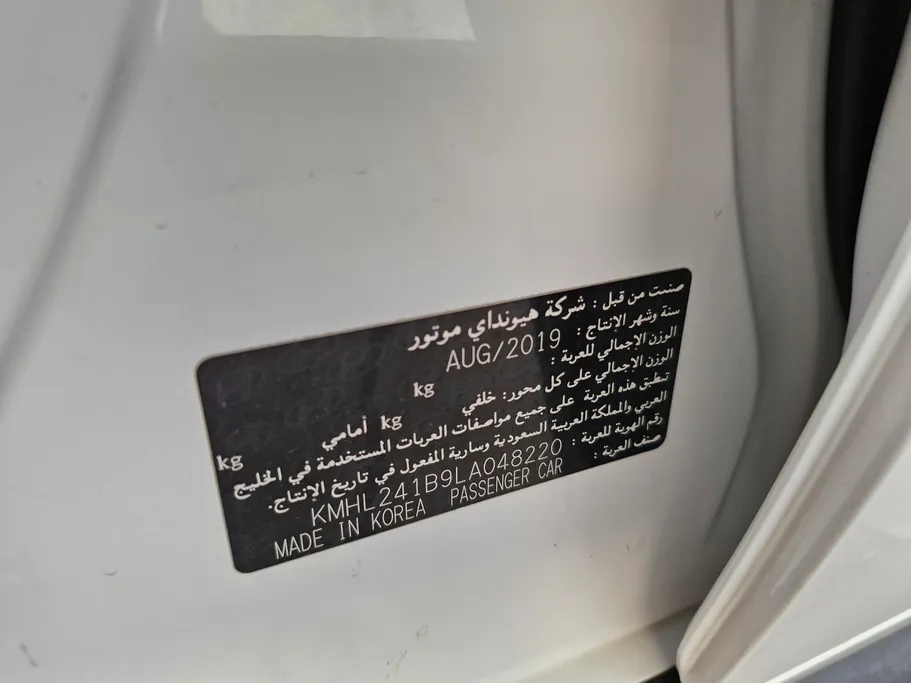 صنعت من قبل : شركة هيونداي موتور
سنة وشهر الإنتاج : AUG/2019
الوزن الإجمالي للعربة : kg
الوزن الإجمالي على كل محور: خلفي kg أمامي kg
تنطبق هذه العربة على جميع مواصفات العربات المستخدمة في الخليج
العربي والمملكة العربية السعودية وسارية المفعول في تاريخ الإنتاج.
رقم الهوية للعربة : KMHL241B9LA048220
صنف العربة : PASSENGER CAR
MADE IN KOREA